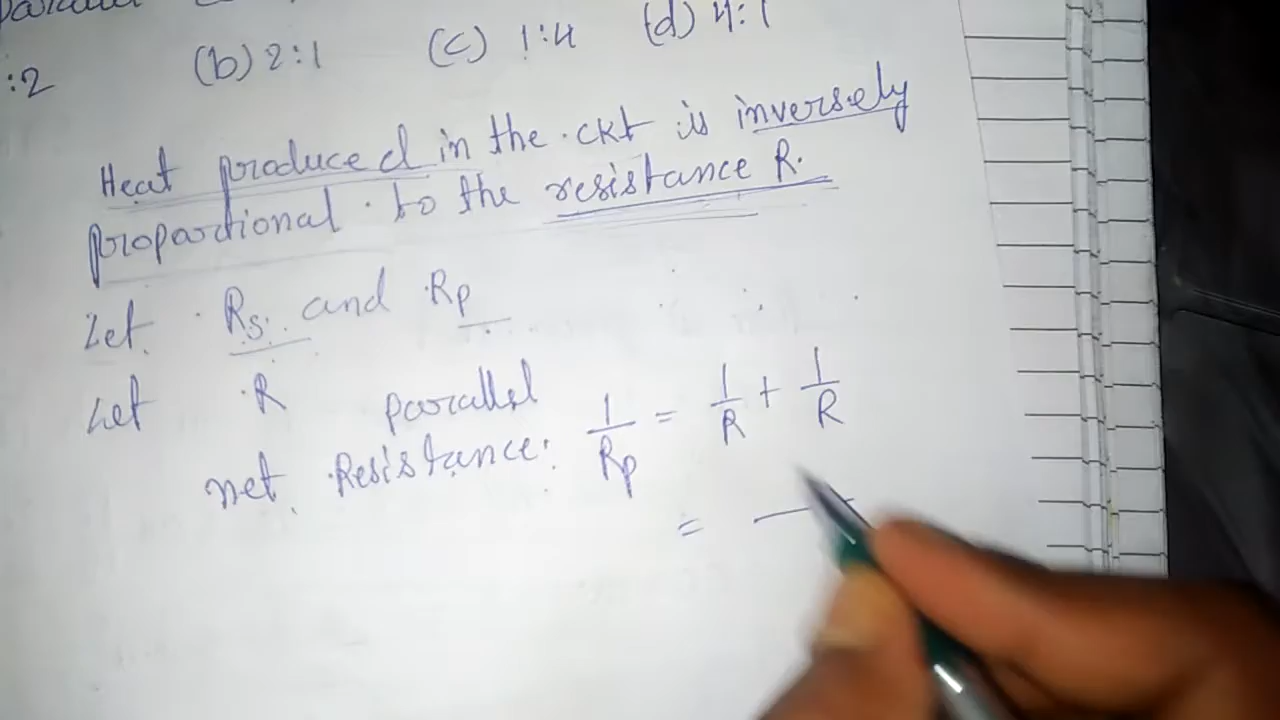 :2 (b) 2:1 (c) 1:4 (d) 4:1
Heat produced in the ckt is inversely
proportional to the resistance R.
Let Rs and Rp
Let R parallel
net Resistance: 1/Rp = 1/R + 1/R
=